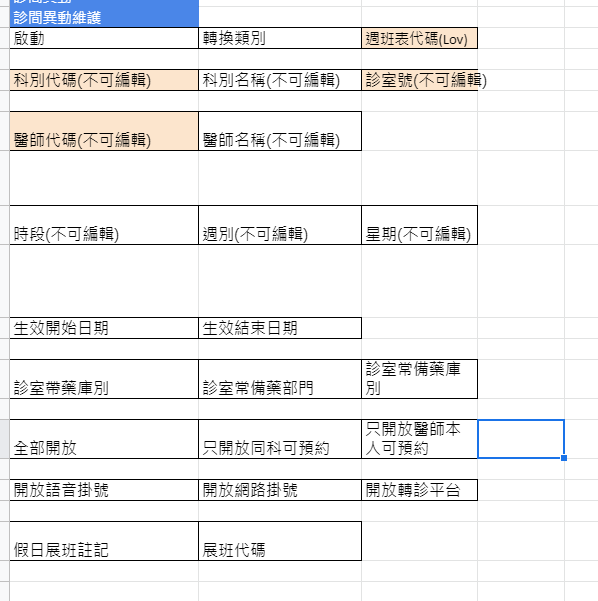 診間異動
診間異動維護
啟動 轉換類別 週班表代碼(Lov)
科別代碼(不可編輯) 科別名稱(不可編輯) 診室號(不可編輯)
醫師代碼(不可編輯) 醫師名稱(不可編輯)
時段(不可編輯) 週別(不可編輯) 星期(不可編輯)
生效開始日期 生效結束日期
診室帶藥庫別 診室常備藥部門 診室常備藥庫
別
全部開放 只開放同科可預約 只開放醫師本
人可預約
開放語音掛號 開放網路掛號 開放轉診平台
假日展班註記 展班代碼